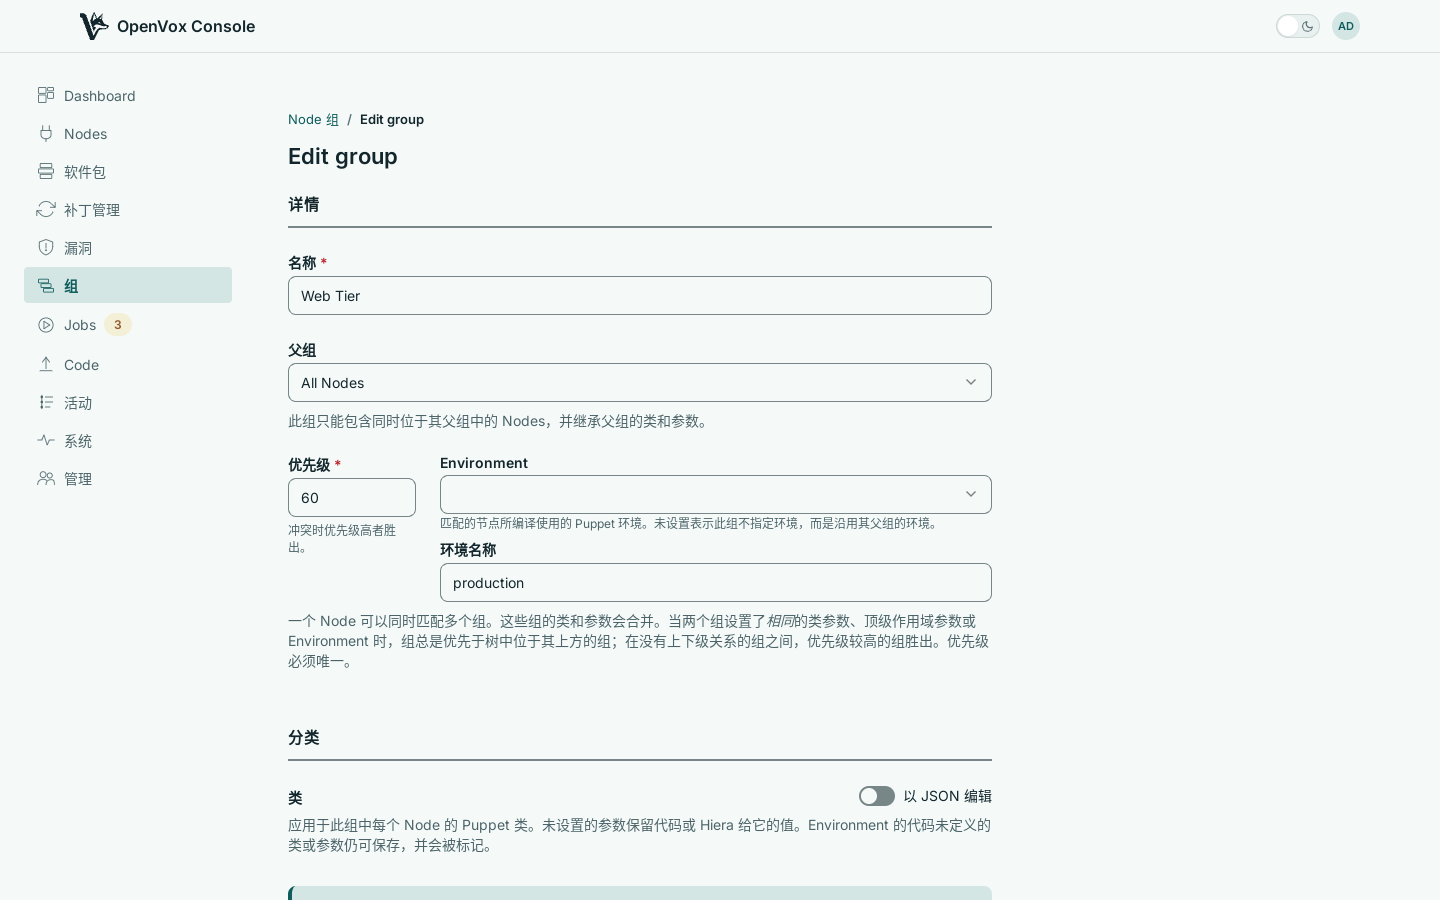 OpenVox Console
AD
Dashboard
Nodes
软件包
补丁管理
漏洞
组
Jobs 3
Code
活动
系统
管理
Node 组 / Edit group
Edit group
详情
名称 *
Web Tier
父组
All Nodes
此组只能包含同时位于其父组中的 Nodes，并继承父组的类和参数。
优先级 *
60
冲突时优先级高者胜
出。
Environment
匹配的节点所编译使用的 Puppet 环境。未设置表示此组不指定环境，而是沿用其父组的环境。
环境名称
production
一个 Node 可以同时匹配多个组。这些组的类和参数会合并。当两个组设置了相同的类参数、顶级作用域参数或
Environment 时，组总是优先于树中位于其上方的组；在没有上下级关系的组之间，优先级较高的组胜出。优先级
必须唯一。
分类
类
以 JSON 编辑
应用于此组中每个 Node 的 Puppet 类。未设置的参数保留代码或 Hiera 给它的值。Environment 的代码未定义的
类或参数仍可保存，并会被标记。